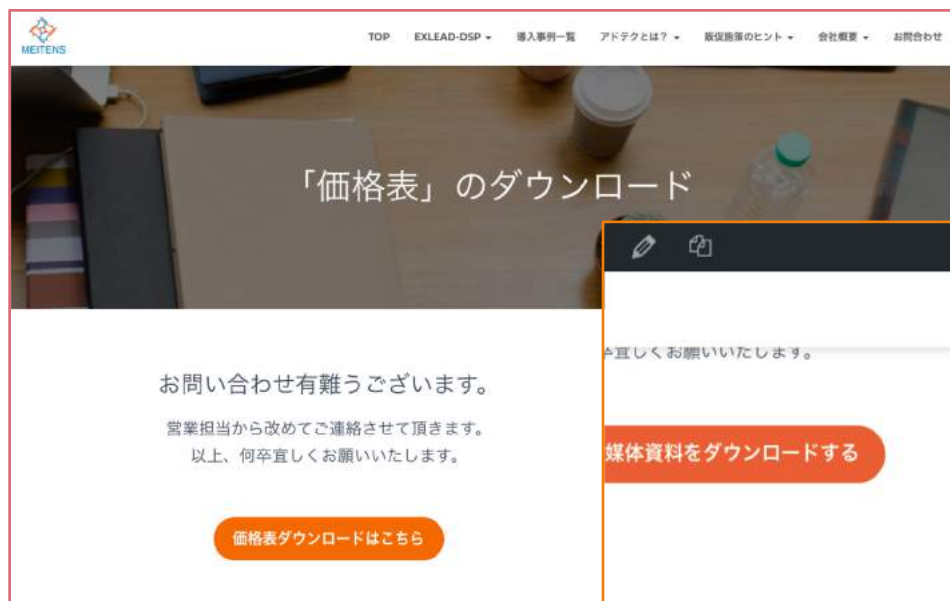 MEITENS
TOP EXLEAD-DSP 導入事例一覧 アドテクとは? 販促施策のヒント 会社概要 お問合わせ
「価格表」のダウンロード
お問い合わせ有難うございます。
営業担当から改めてご連絡させて頂きます。
以上、何卒宜しくお願いいたします。
価格表ダウンロードはこちら
宜しくお願いいたします。
媒体資料をダウンロードする